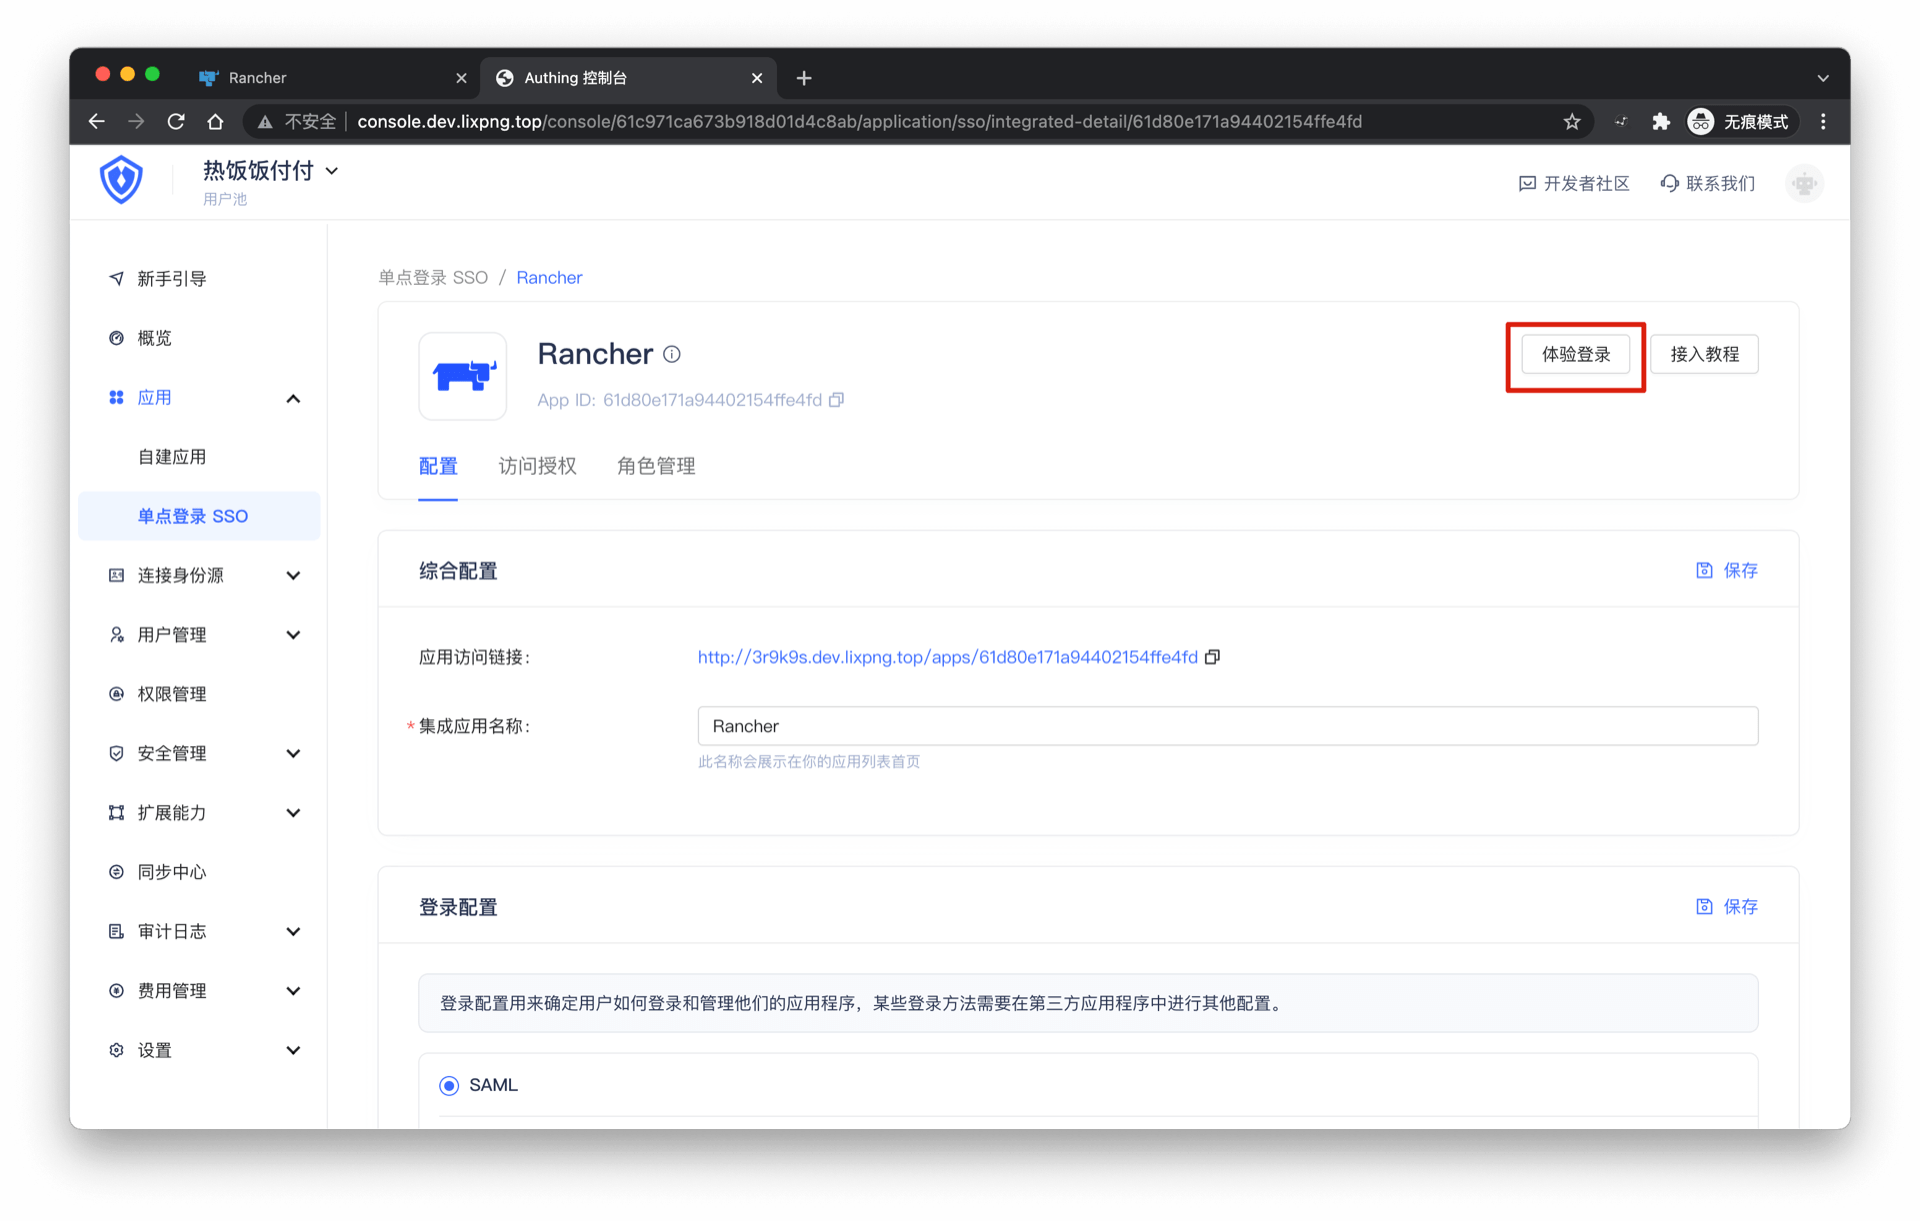 Rancher
Authing 控制台
不安全
console.dev.lixpng.top/console/61c971ca673b918d01d4c8ab/application/sso/integrated-detail/61d80e171a94402154ffe4fd
无痕模式
热饭饭付付
用户池
开发者社区
联系我们
新手引导
概览
应用
自建应用
单点登录 SSO
连接身份源
用户管理
权限管理
安全管理
扩展能力
同步中心
审计日志
费用管理
设置
单点登录 SSO / Rancher
Rancher
App ID: 61d80e171a94402154ffe4fd
体验登录
接入教程
配置
访问授权
角色管理
综合配置
保存
应用访问链接:
http://3r9k9s.dev.lixpng.top/apps/61d80e171a94402154ffe4fd
* 集成应用名称:
Rancher
此名称会展示在你的应用列表首页
登录配置
保存
登录配置用来确定用户如何登录和管理他们的应用程序，某些登录方法需要在第三方应用程序中进行其他配置。
SAML